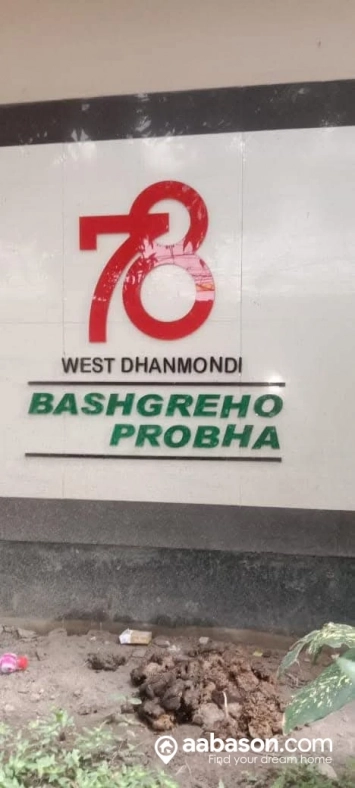 78
WEST DHANMONDI
BASHGREHO
PROBHA
aabason.com
Find your dream home